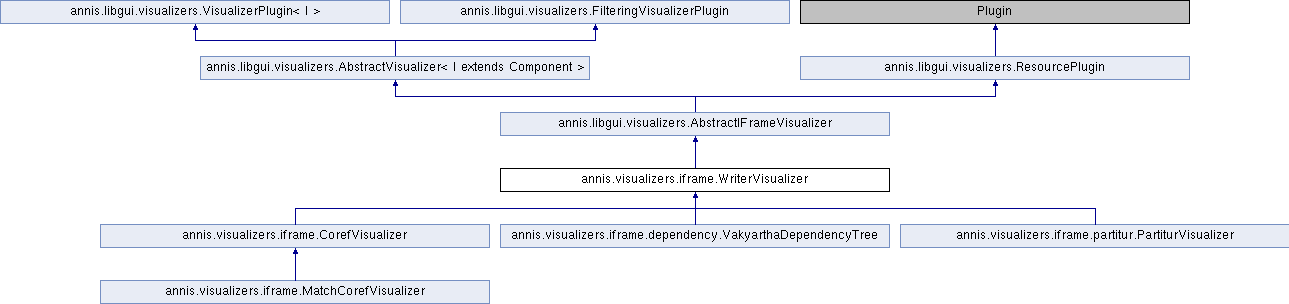 annis.libgui.visualizers.VisualizerPlugin< I >
annis.libgui.visualizers.FilteringVisualizerPlugin
Plugin
annis.libgui.visualizers.AbstractVisualizer< I extends Component >
annis.libgui.visualizers.ResourcePlugin
annis.libgui.visualizers.AbstractIFrameVisualizer
annis.visualizers.iframe.WriterVisualizer
annis.visualizers.iframe.CorefVisualizer
annis.visualizers.iframe.dependency.VakyarthaDependencyTree
annis.visualizers.iframe.partitur.PartiturVisualizer
annis.visualizers.iframe.MatchCorefVisualizer